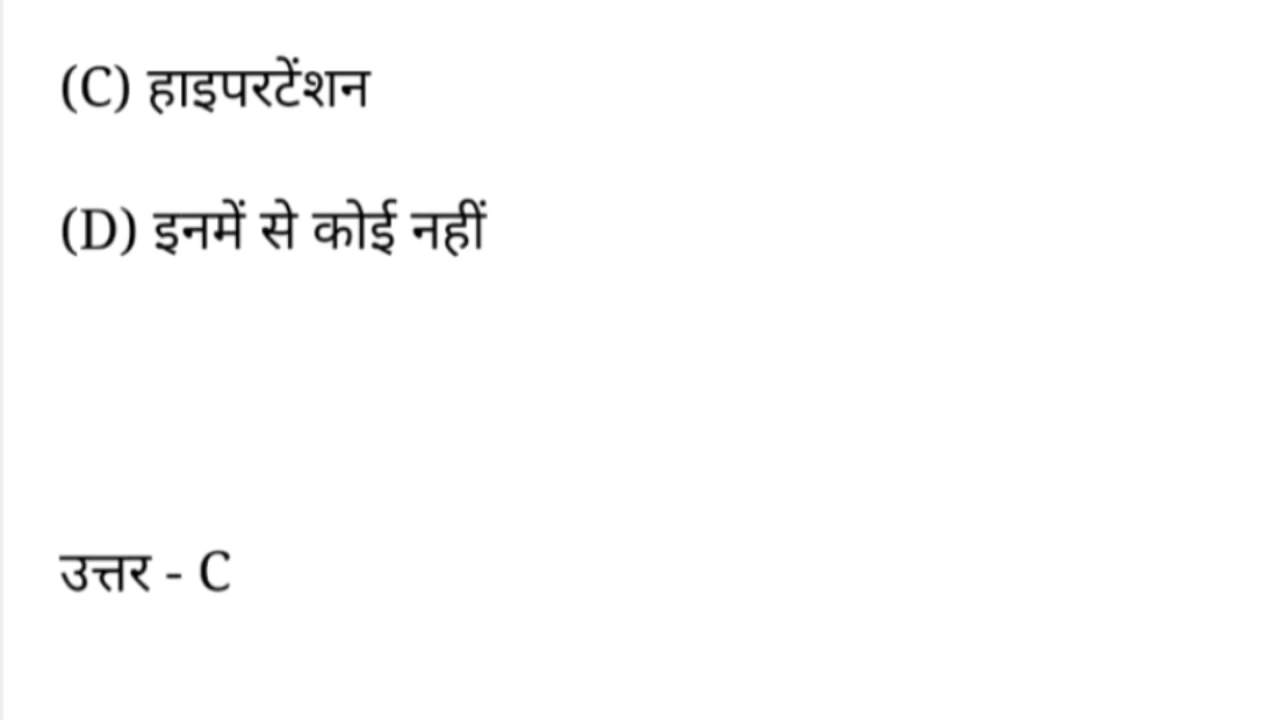 (C) हाइपरटेंशन
(D) इनमें से कोई नहीं
उत्तर - C